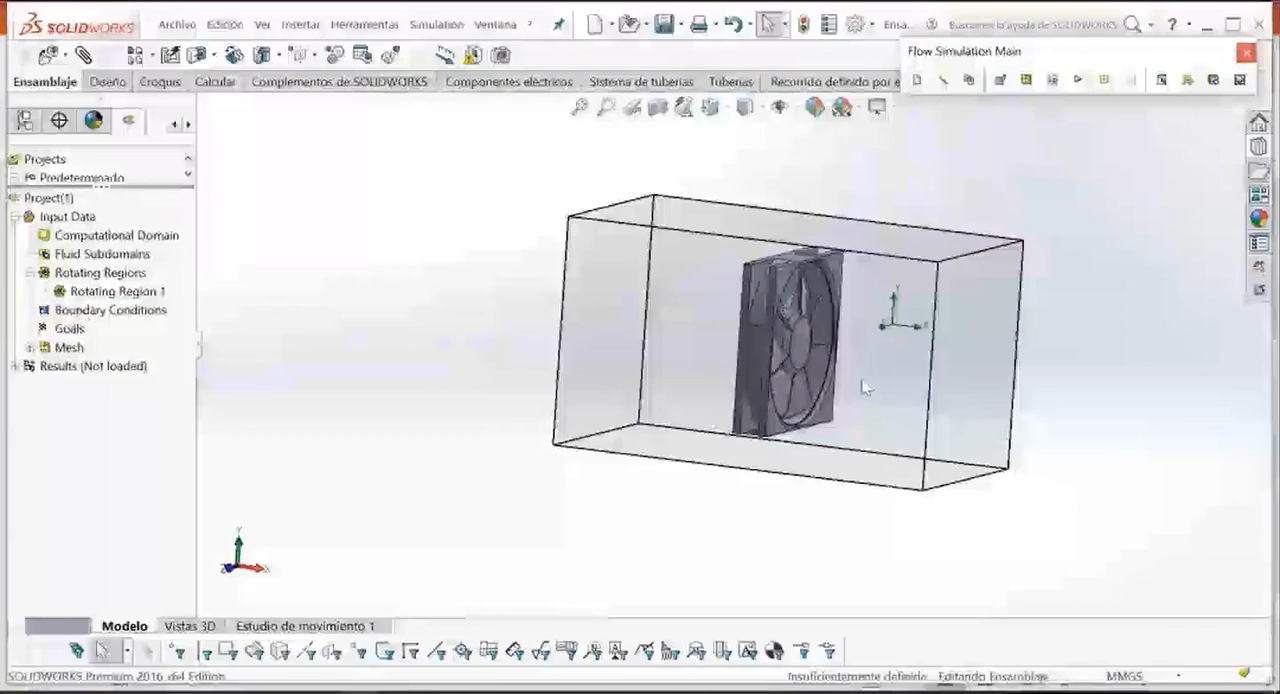 SOLIDWORKS Archivo Edición Ver Insertar Herramientas Simulation Ventana ? Ensa... Buscar en la ayuda de SOLIDWORKS ?
Flow Simulation Main
Ensamblaje Diseño Croquis Calcular Complementos de SOLIDWORKS Componentes eléctricos Sistema de tuberías Tuberías Recorrido definido por
Projects
Predeterminado
Project(1)
Input Data
Computational Domain
Fluid Subdomains
Rotating Regions
Rotating Region 1
Boundary Conditions
Goals
Mesh
Results (Not loaded)
Y
Y
X
Z
Modelo Vistas 3D Estudio de movimiento 1
SOLIDWORKS Premium 2016 x64 Edition Insuficientemente definida Editando Ensamblaje MMGS